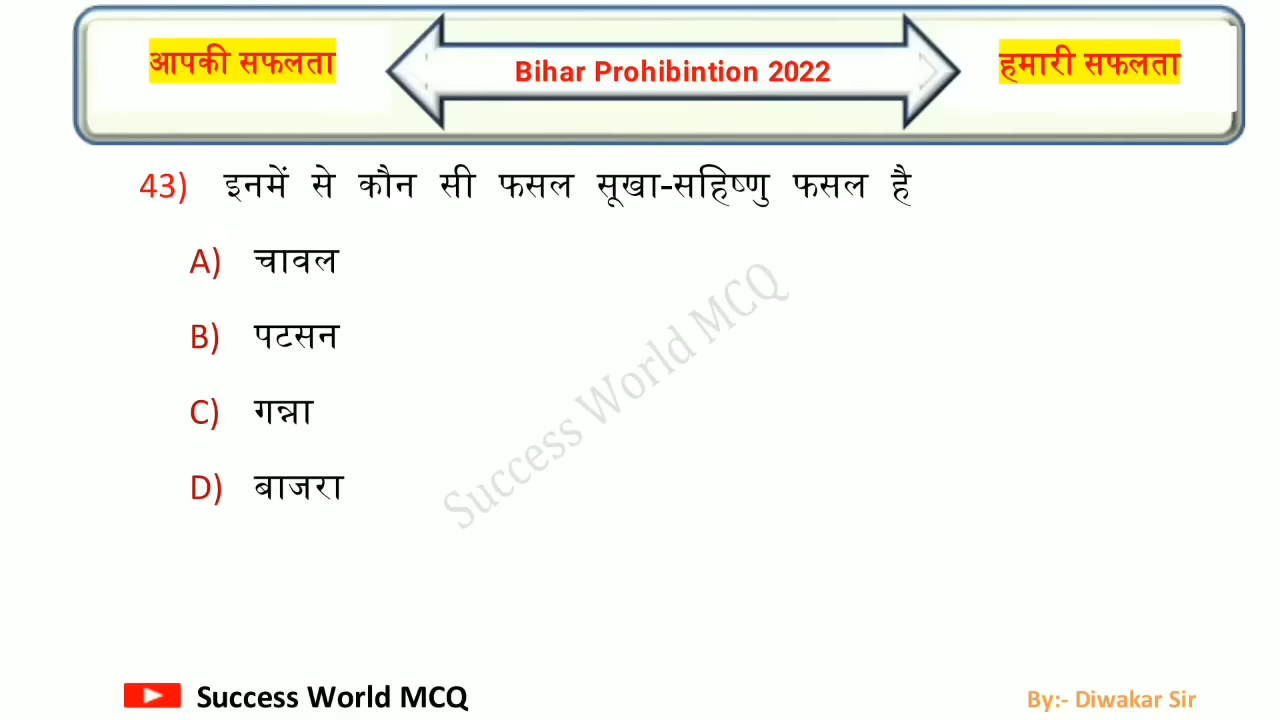 आपकी सफलता
Bihar Prohibintion 2022
हमारी सफलता
43) इनमें से कौन सी फसल सूखा-सहिष्णु फसल है
A) चावल
B) पटसन
C) गन्ना
D) बाजरा
Success World MCQ
Success World MCQ
By:- Diwakar Sir